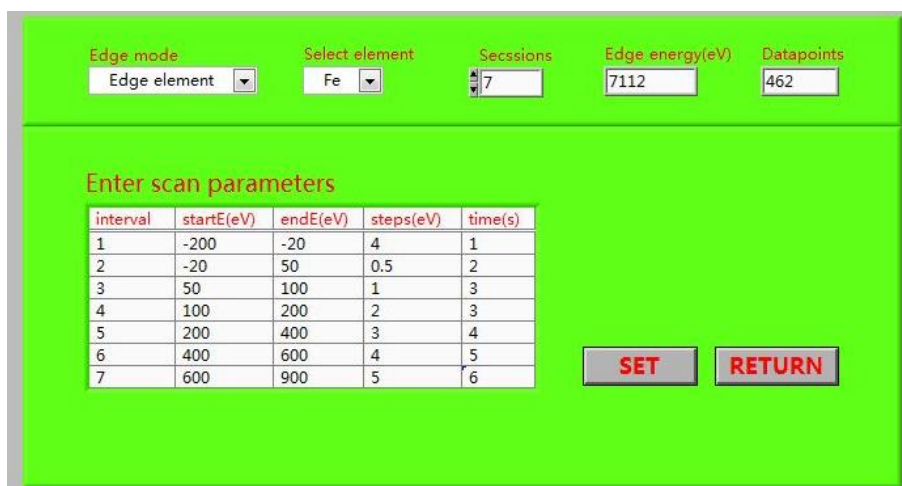 Edge mode Select element Secssions Edge energy(eV) Datapoints
Edge element Fe 7 7112 462
Enter scan parameters
interval startE(eV) endE(eV) steps(eV) time(s)
1 -200 -20 4 1
2 -20 50 0.5 2
3 50 100 1 3
4 100 200 2 3
5 200 400 3 4
6 400 600 4 5
7 600 900 5 6
SET RETURN